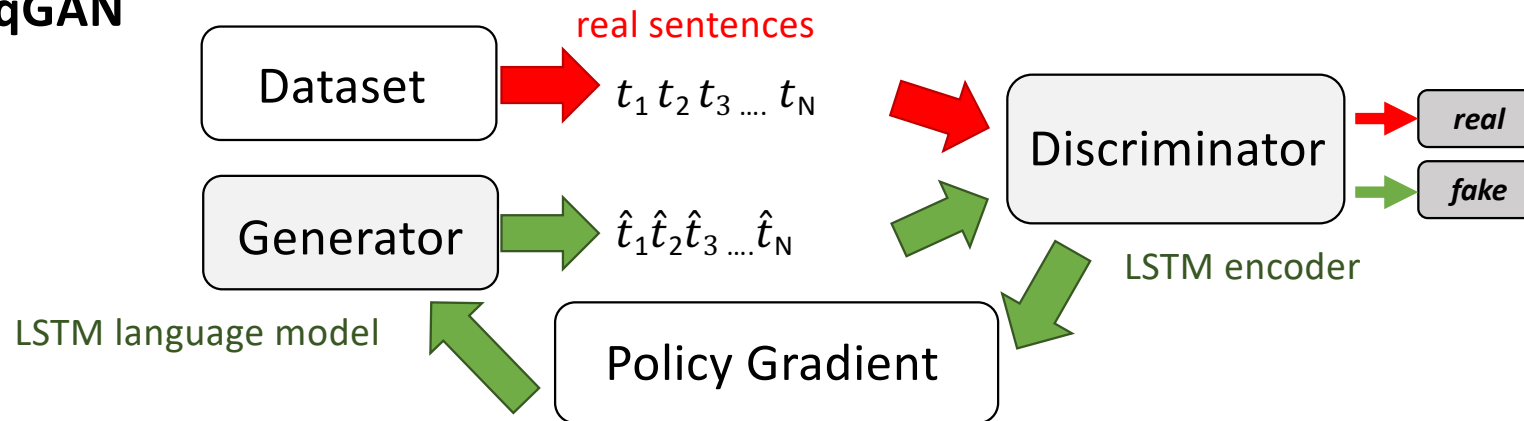 qGAN
real sentences
Dataset
t₁ t₂ t₃ .... t_N
Discriminator
real
fake
Generator
t̂₁t̂₂t̂₃ ....t̂_N
LSTM encoder
LSTM language model
Policy Gradient